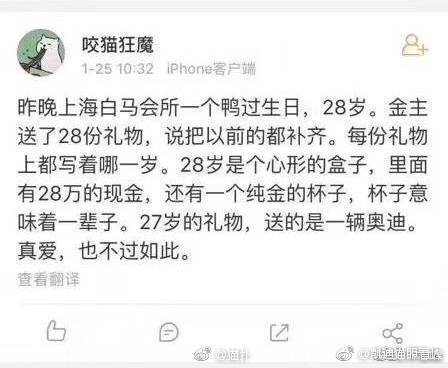 咬猫狂魔
1-25 10:32 iPhone客户端
昨晚上海白马会所一个鸭过生日，28岁。金主
送了28份礼物，说把以前的都补齐。每份礼物
上都写着哪一岁。28岁是个心形的盒子，里面
有28万的现金，还有一个纯金的杯子，杯子意
味着一辈子。27岁的礼物，送的是一辆奥迪。
真爱，也不过如此。
查看翻译
@猫扑